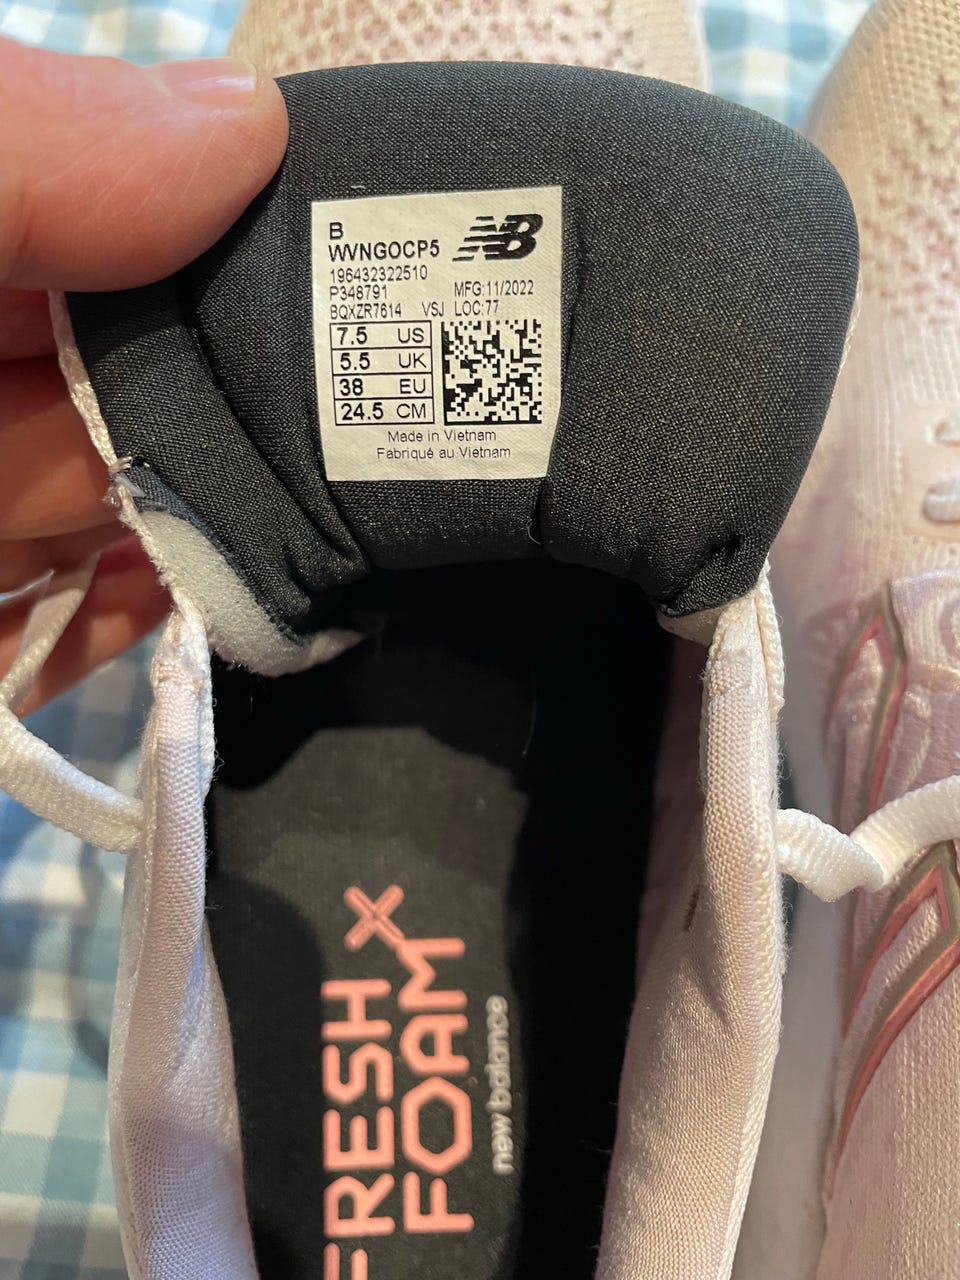 B
WVNGOCP5
NB
196432322510
P348791 MFG:11/2022
BQXZR7614 VSJ LOC:77
7.5 US
5.5 UK
38 EU
24.5 CM
Made in Vietnam
Fabriqué au Vietnam
FRESH X
FOAM
new balance